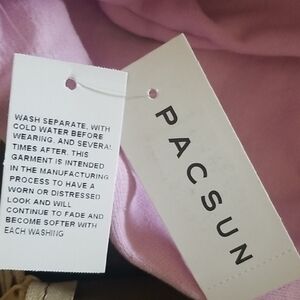 WASH SEPARATE, WITH
COLD WATER BEFORE
WEARING, AND SEVERAL
TIMES AFTER. THIS
GARMENT IS INTENDED
IN THE MANUFACTURING
PROCESS TO HAVE A
WORN OR DISTRESSED
LOOK AND WILL
CONTINUE TO FADE AND
BECOME SOFTER WITH
EACH WASHING
PACSUN